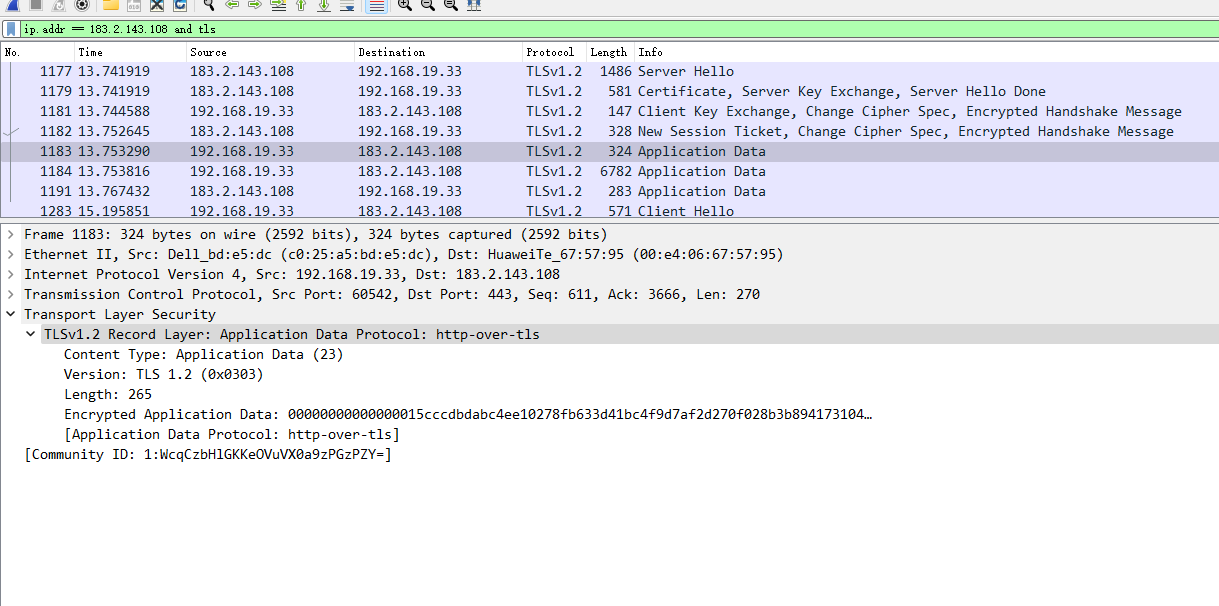 ip.addr == 183.2.143.108 and tls
No. Time Source Destination Protocol Length Info
1177 13.741919 183.2.143.108 192.168.19.33 TLSv1.2 1486 Server Hello
1179 13.741919 183.2.143.108 192.168.19.33 TLSv1.2 581 Certificate, Server Key Exchange, Server Hello Done
1181 13.744588 192.168.19.33 183.2.143.108 TLSv1.2 147 Client Key Exchange, Change Cipher Spec, Encrypted Handshake Message
1182 13.752645 183.2.143.108 192.168.19.33 TLSv1.2 328 New Session Ticket, Change Cipher Spec, Encrypted Handshake Message
1183 13.753290 192.168.19.33 183.2.143.108 TLSv1.2 324 Application Data
1184 13.753816 192.168.19.33 183.2.143.108 TLSv1.2 6782 Application Data
1191 13.767432 183.2.143.108 192.168.19.33 TLSv1.2 283 Application Data
1283 15.195851 192.168.19.33 183.2.143.108 TLSv1.2 571 Client Hello
Frame 1183: 324 bytes on wire (2592 bits), 324 bytes captured (2592 bits)
Ethernet II, Src: Dell_bd:e5:dc (c0:25:a5:bd:e5:dc), Dst: HuaweiTe_67:57:95 (00:e4:06:67:57:95)
Internet Protocol Version 4, Src: 192.168.19.33, Dst: 183.2.143.108
Transmission Control Protocol, Src Port: 60542, Dst Port: 443, Seq: 611, Ack: 3666, Len: 270
Transport Layer Security
TLSv1.2 Record Layer: Application Data Protocol: http-over-tls
Content Type: Application Data (23)
Version: TLS 1.2 (0x0303)
Length: 265
Encrypted Application Data: 00000000000000015cccdbdabc4ee10278fb633d41bc4f9d7af2d270f028b3b894173104…
[Application Data Protocol: http-over-tls]
[Community ID: 1:WcqCzbHlGKKeOVuVX0a9zPGzPZY=]